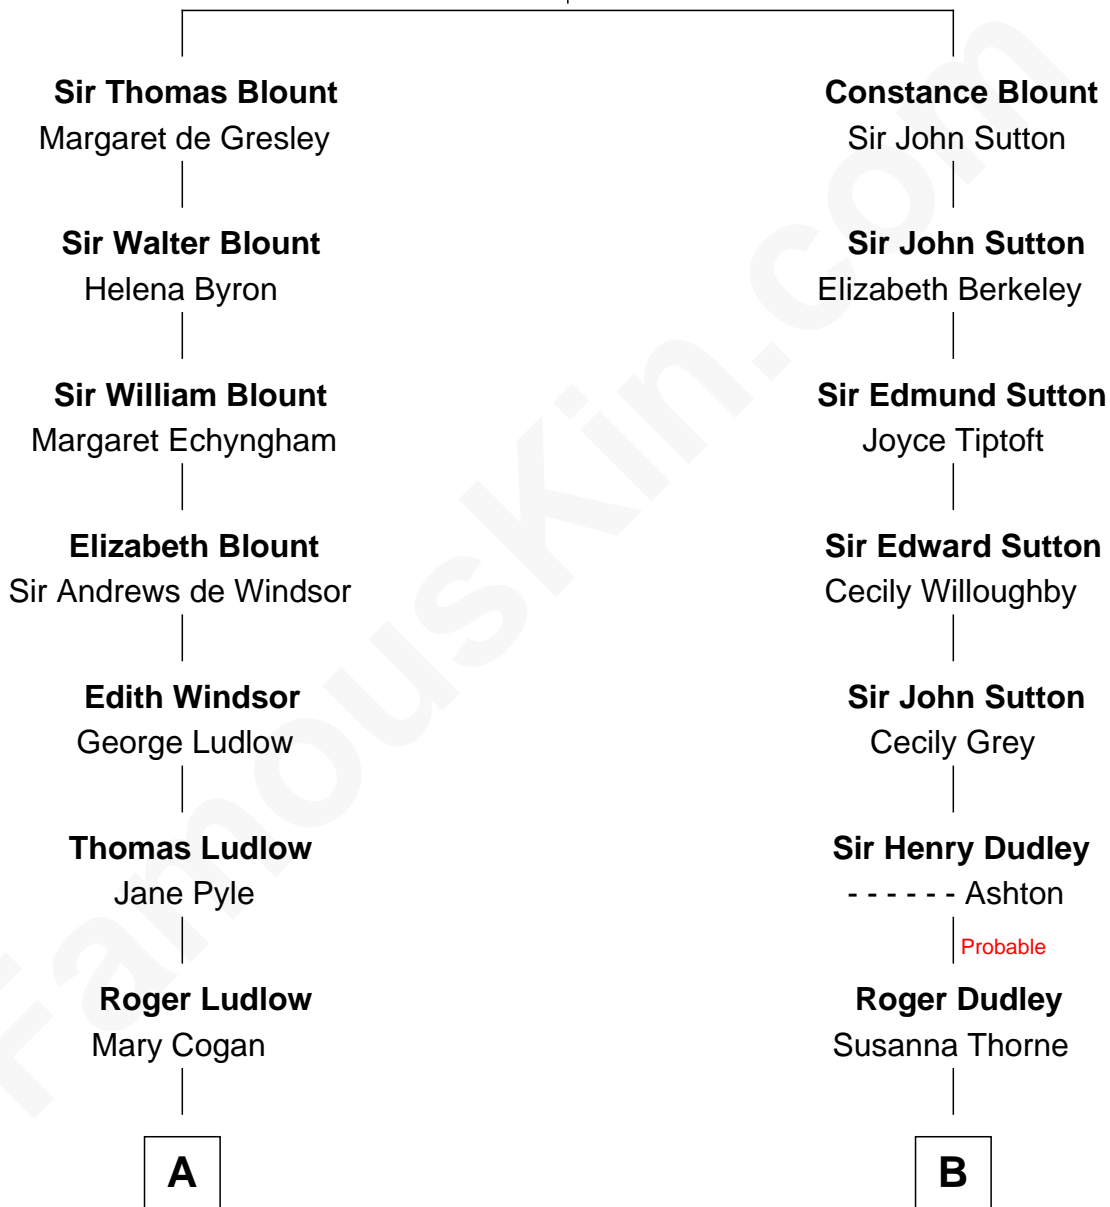 Sir Thomas Blount
Margaret de Gresley
Sir Walter Blount
Helena Byron
Sir William Blount
Margaret Echyngham
Elizabeth Blount
Sir Andrews de Windsor
Edith Windsor
George Ludlow
Thomas Ludlow
Jane Pyle
Roger Ludlow
Mary Cogan
A
Constance Blount
Sir John Sutton
Sir John Sutton
Elizabeth Berkeley
Sir Edmund Sutton
Joyce Tiptoft
Sir Edward Sutton
Cecily Willoughby
Sir John Sutton
Cecily Grey
Sir Henry Dudley
- - - - - - Ashton
Probable
Roger Dudley
Susanna Thorne
B
FamousKin.com